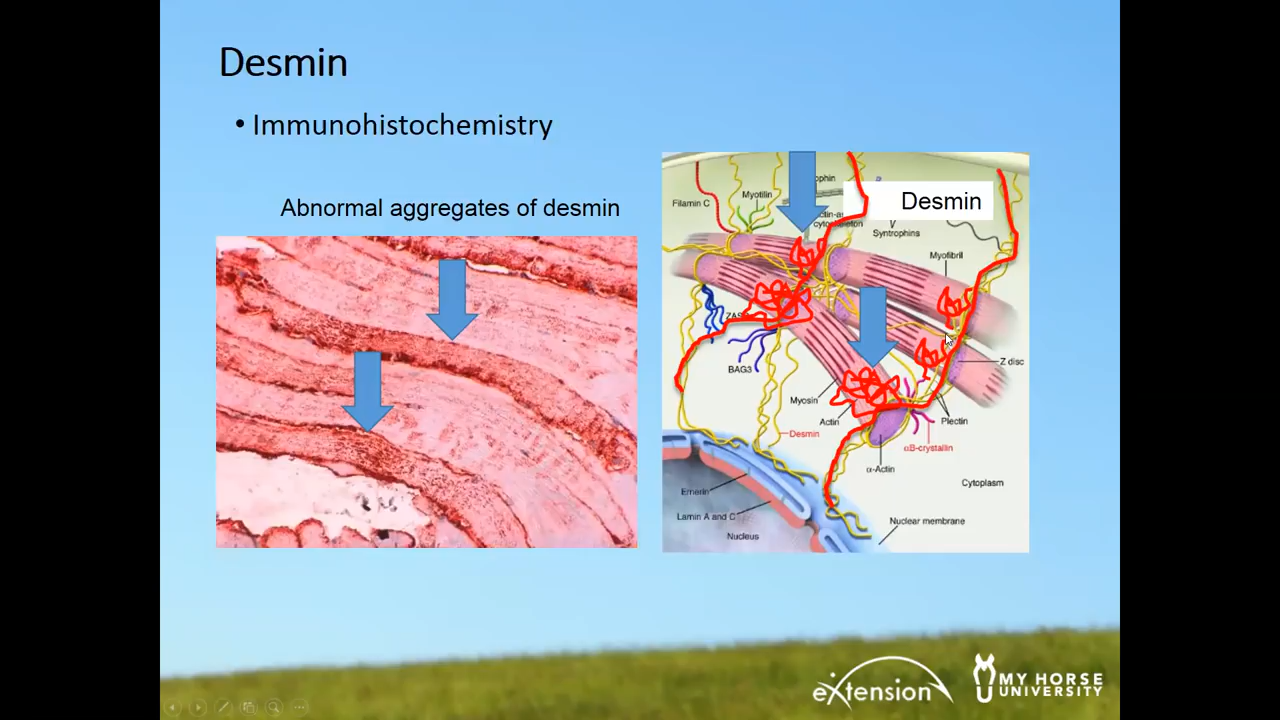 Desmin
• Immunohistochemistry
Abnormal aggregates of desmin
Filamin C
Myotilin
Desmin
cytoskeleton
Syntrophins
Myofibril
BAG3
Z disc
Myosin
Actin
Plectin
Desmin
αB-crystallin
α-Actin
Cytoplasm
Emerin
Lamin A and C
Nuclear membrane
Nucleus
eXtension
MY HORSE
UNIVERSITY